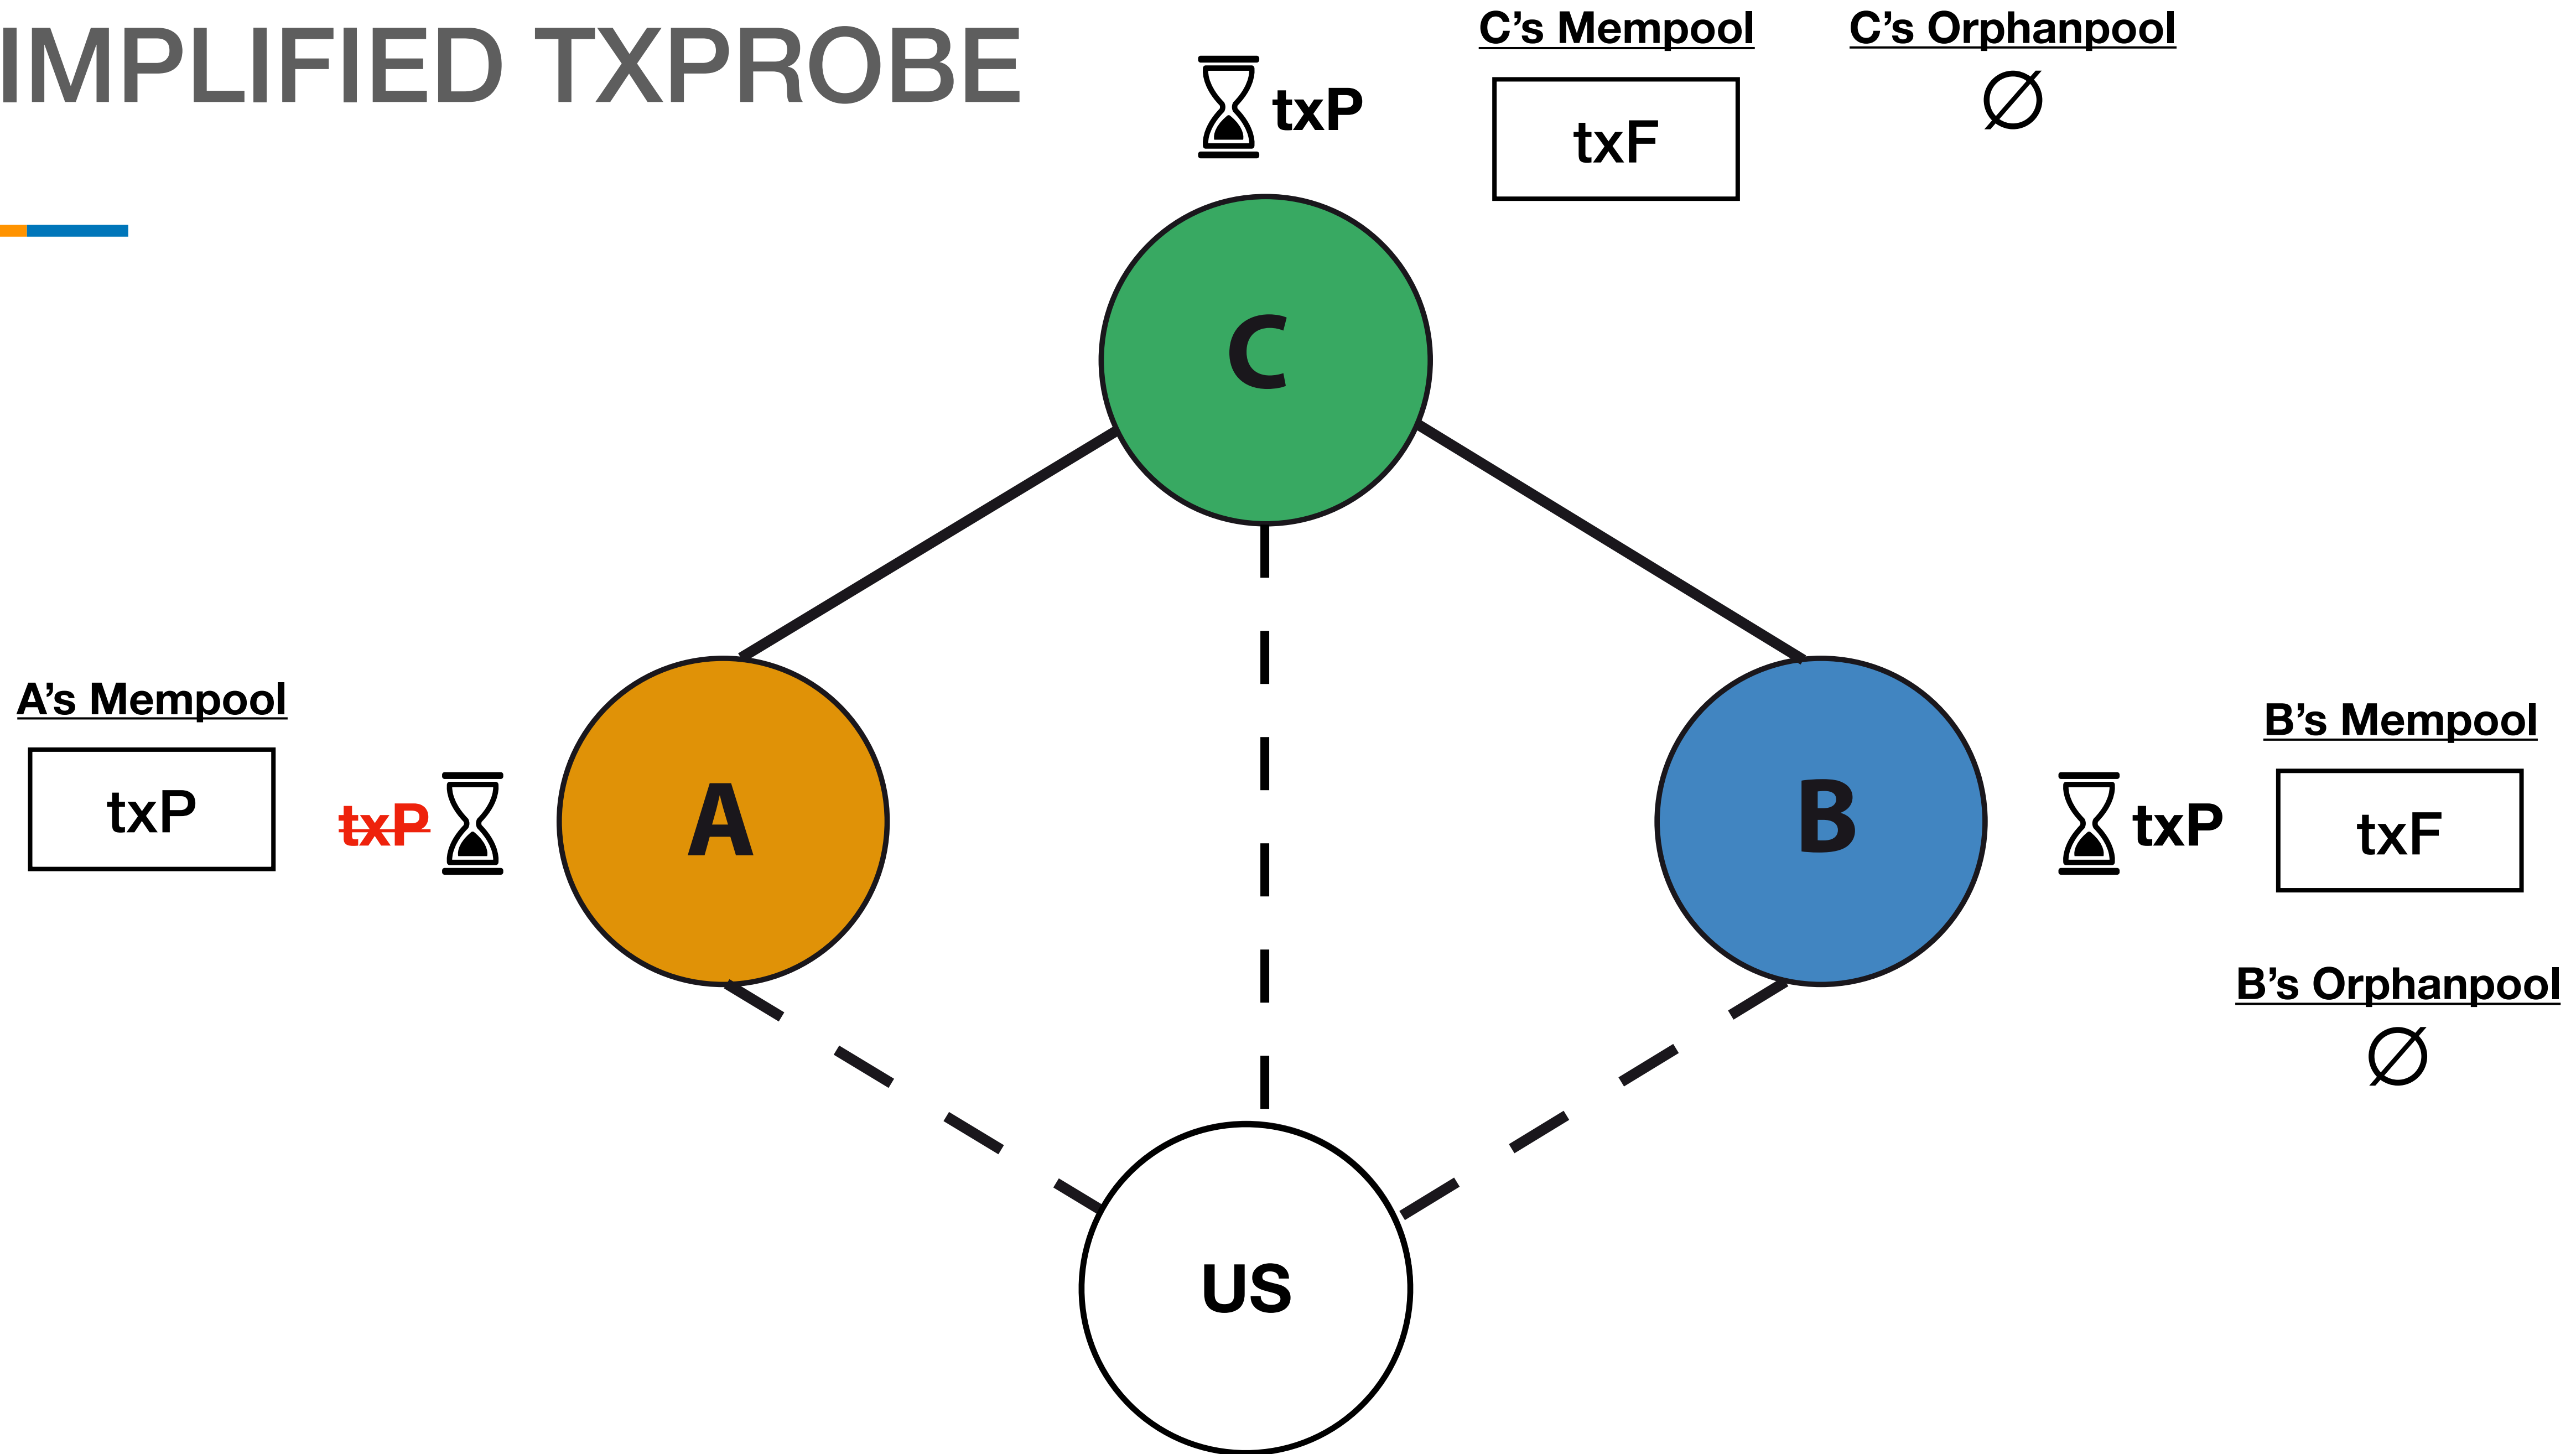 IMPLIFIED TXPROBE
C's Mempool
C's Orphanpool
txP
txF
∅
C
A's Mempool
txP
txP
A
B
txP
B's Mempool
txF
B's Orphanpool
∅
US